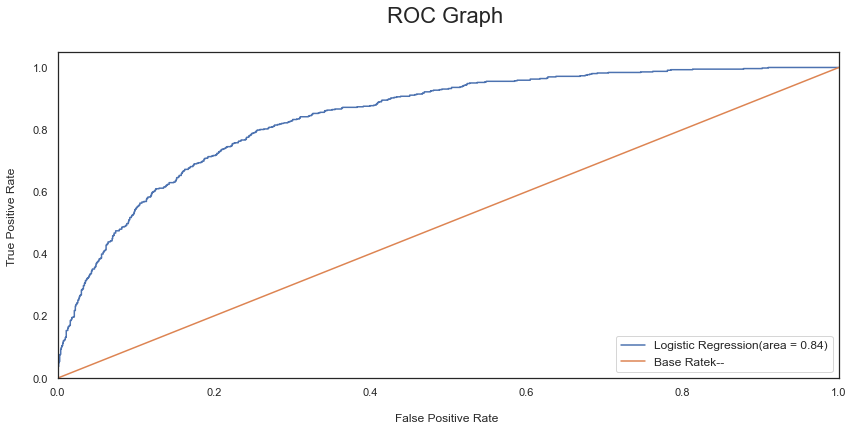 ROC Graph
1.0
0.8
0.6
0.4
0.2
0.0
True Positive Rate
0.0 0.2 0.4 0.6 0.8 1.0
False Positive Rate
Logistic Regression(area = 0.84)
Base Ratek--